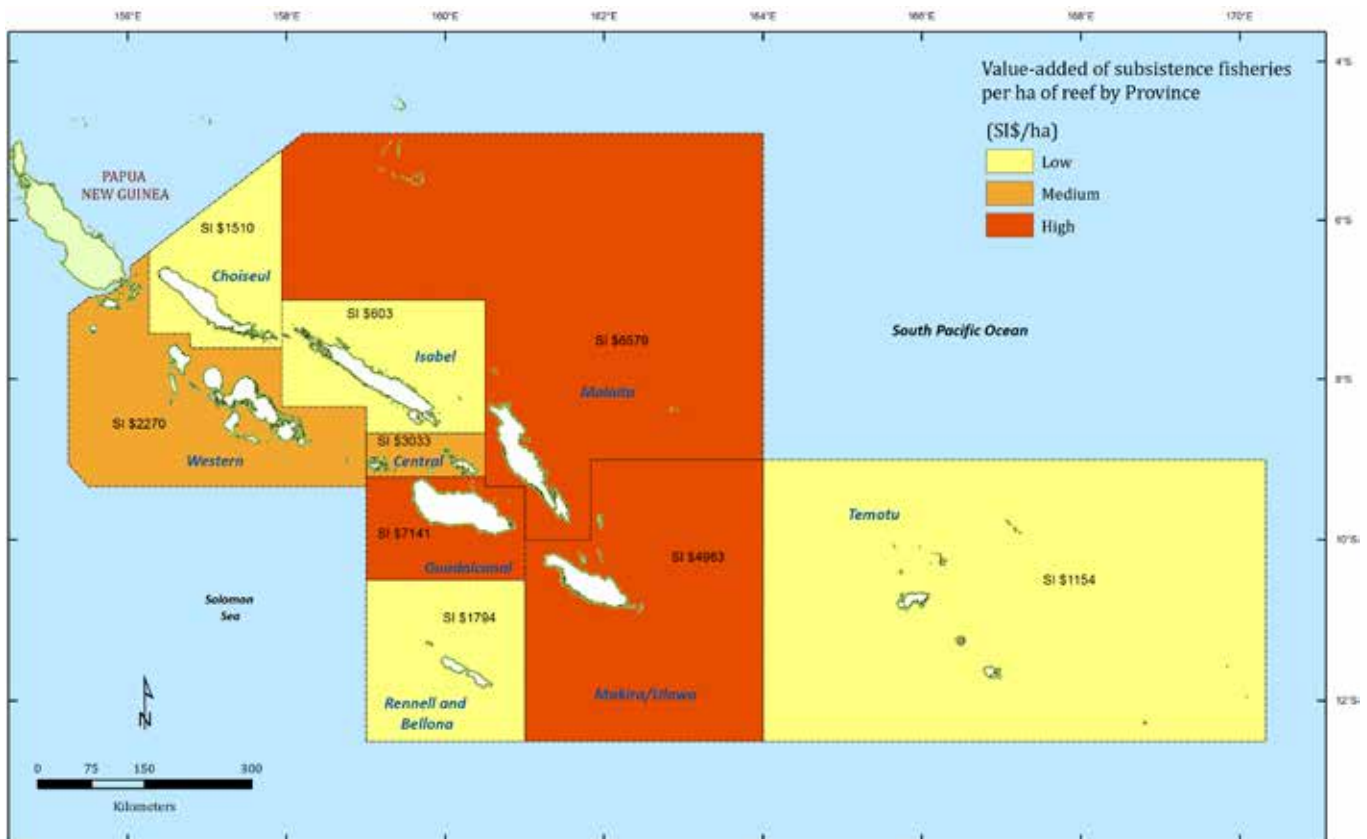 156°E
158°E
160°E
162°E
164°E
166°E
168°E
170°E
4°S
6°S
8°S
10°S
12°S
Value-added of subsistence fisheries
per ha of reef by Province
(SI$/ha)
Low
Medium
High
PAPUA
NEW GUINEA
SI $1510
Choiseul
SI $603
Isabel
SI $6579
Malaita
South Pacific Ocean
SI $2270
Western
SI $3033
Central
SI $7141
Guadalcanal
Temotu
SI $4963
SI $1154
Solomon
Sea
SI $1794
Rennell and
Bellona
Makira/Ulawa
N
0 75 150 300
Kilometers
10°S
12°S